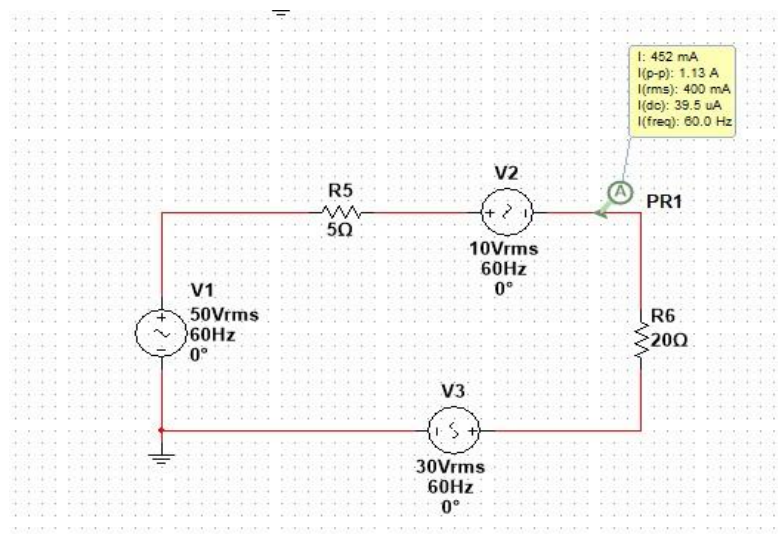 I: 452 mA
I(p-p): 1.13 A
I(rms): 400 mA
I(dc): 39.5 uA
I(freq): 60.0 Hz
A
PR1
V2
R5
5Ω
10Vrms
60Hz
0°
V1
50Vrms
60Hz
0°
R6
20Ω
V3
30Vrms
60Hz
0°